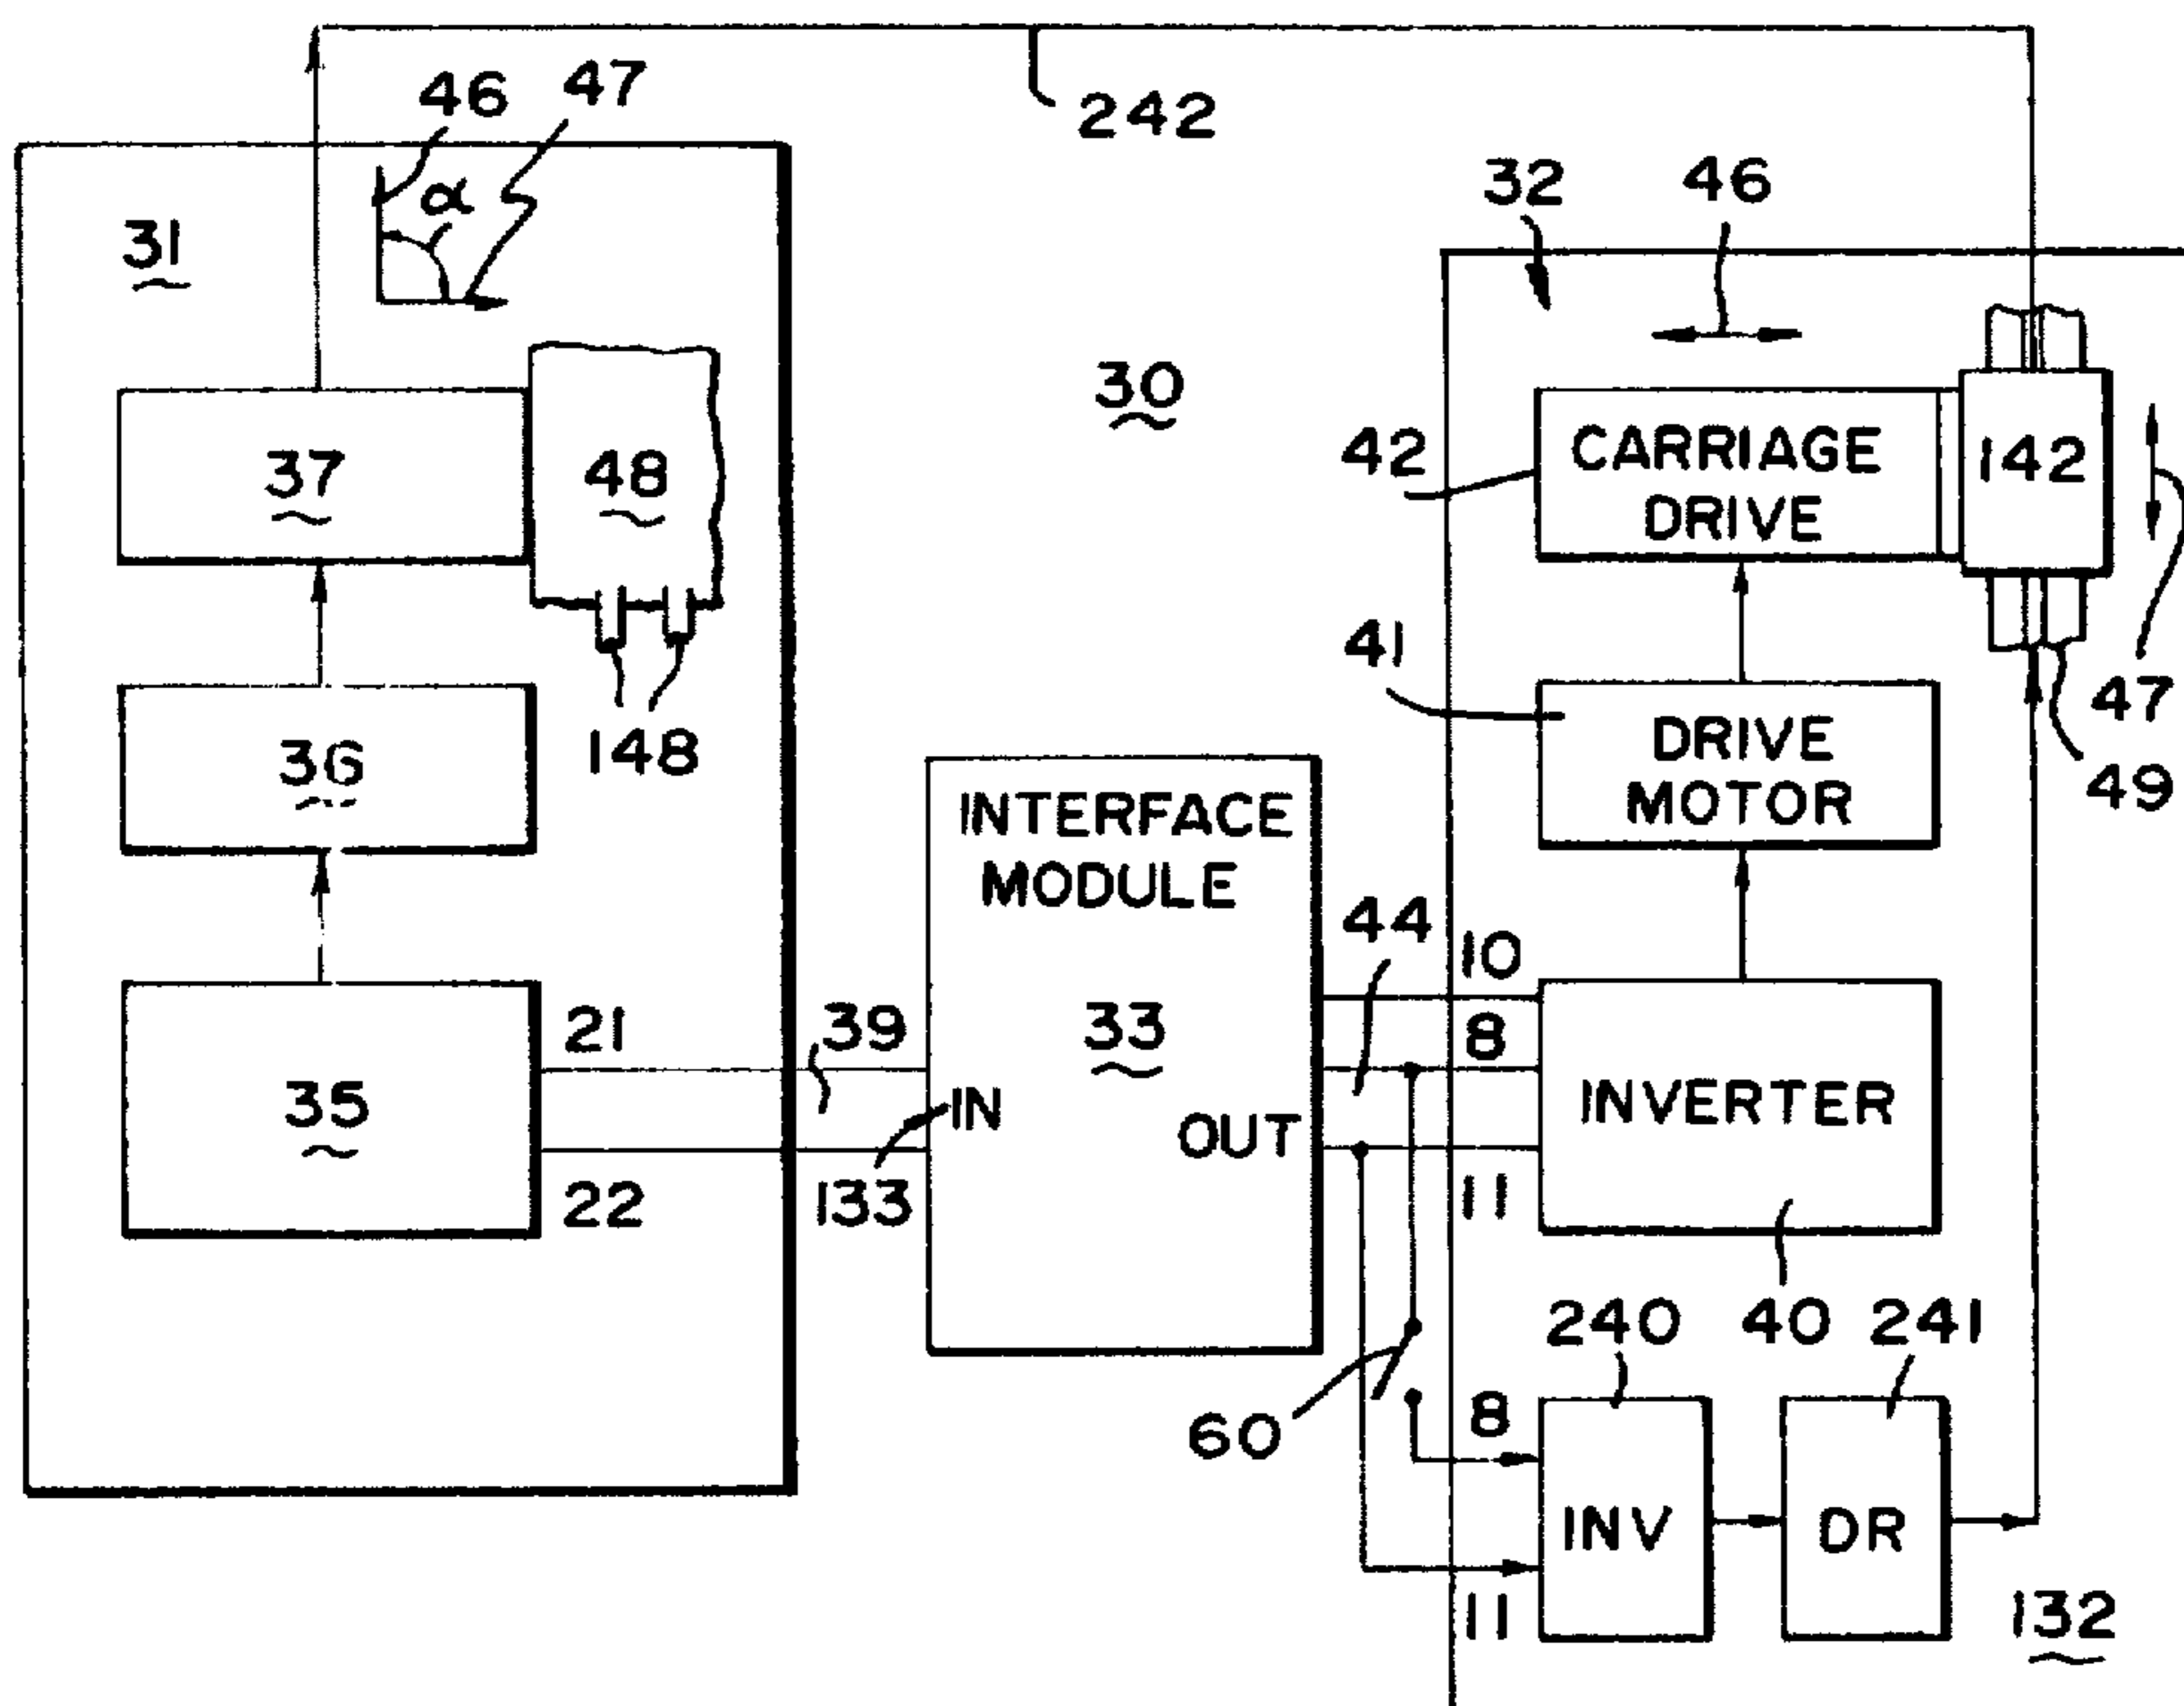 46
47
242
α
31
32
46
30
37
48
42
CARRIAGE
DRIVE
142
47
148
36
41
DRIVE
MOTOR
49
INTERFACE
MODULE
33
IN
OUT
44
10
8
11
21
39
35
22
133
INVERTER
240
40
241
60
8
11
INV
DR
132